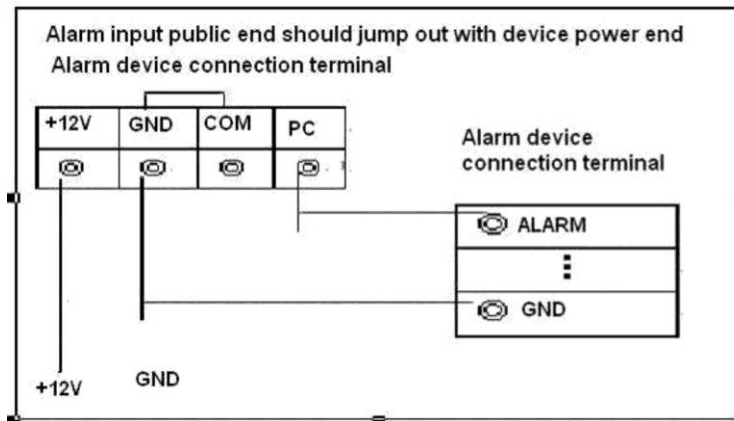 Alarm input public end should jump out with device power end
Alarm device connection terminal
+12V GND COM PC
Alarm device
connection terminal
ALARM
GND
+12V GND